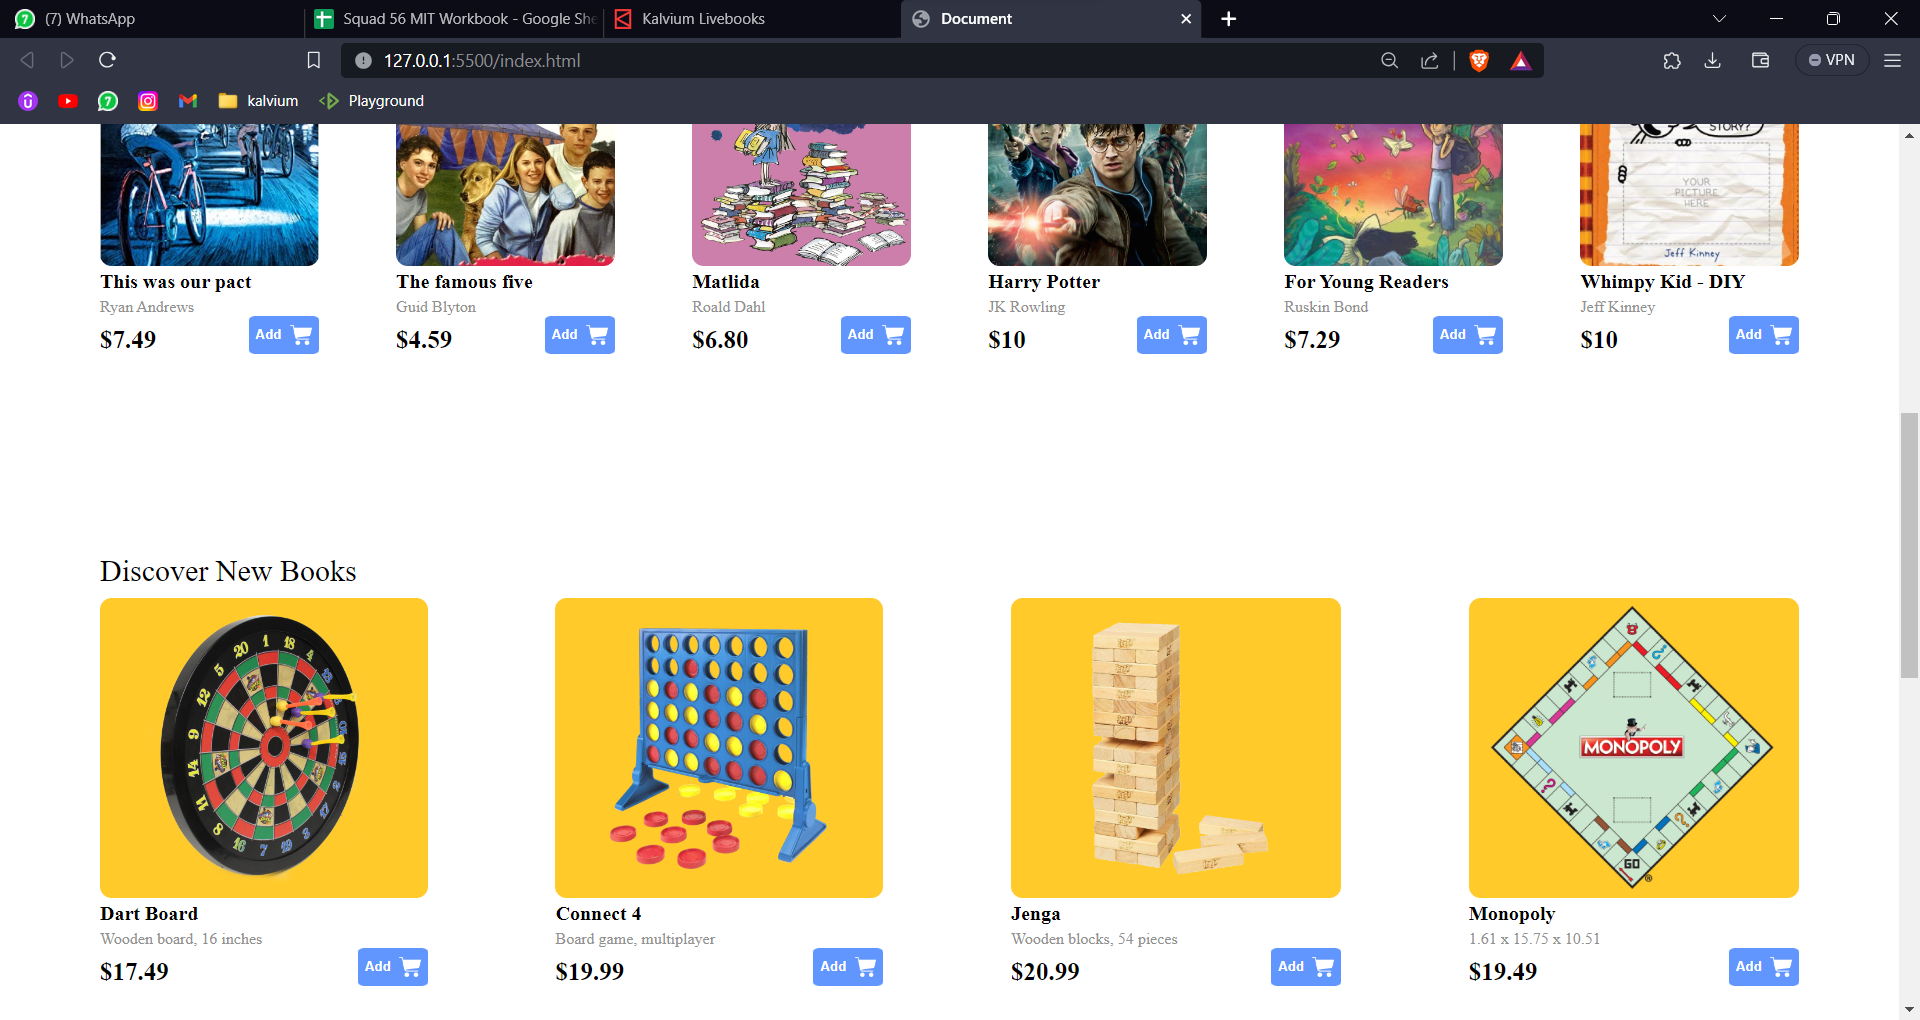 (7) WhatsApp
Squad 56 MIT Workbook - Google She
Kalvium Livebooks
Document
127.0.0.1:5500/index.html
VPN
kalvium
Playground
STORY?
YOUR
PICTURE
HERE
Jeff Kinney
This was our pact
The famous five
Matlida
Harry Potter
For Young Readers
Whimpy Kid - DIY
Ryan Andrews
Guid Blyton
Roald Dahl
JK Rowling
Ruskin Bond
Jeff Kinney
$7.49
Add
$4.59
Add
$6.80
Add
$10
Add
$7.29
Add
$10
Add
Discover New Books
MONOPOLY
GO
Dart Board
Connect 4
Jenga
Monopoly
Wooden board, 16 inches
Board game, multiplayer
Wooden blocks, 54 pieces
1.61 x 15.75 x 10.51
$17.49
Add
$19.99
Add
$20.99
Add
$19.49
Add